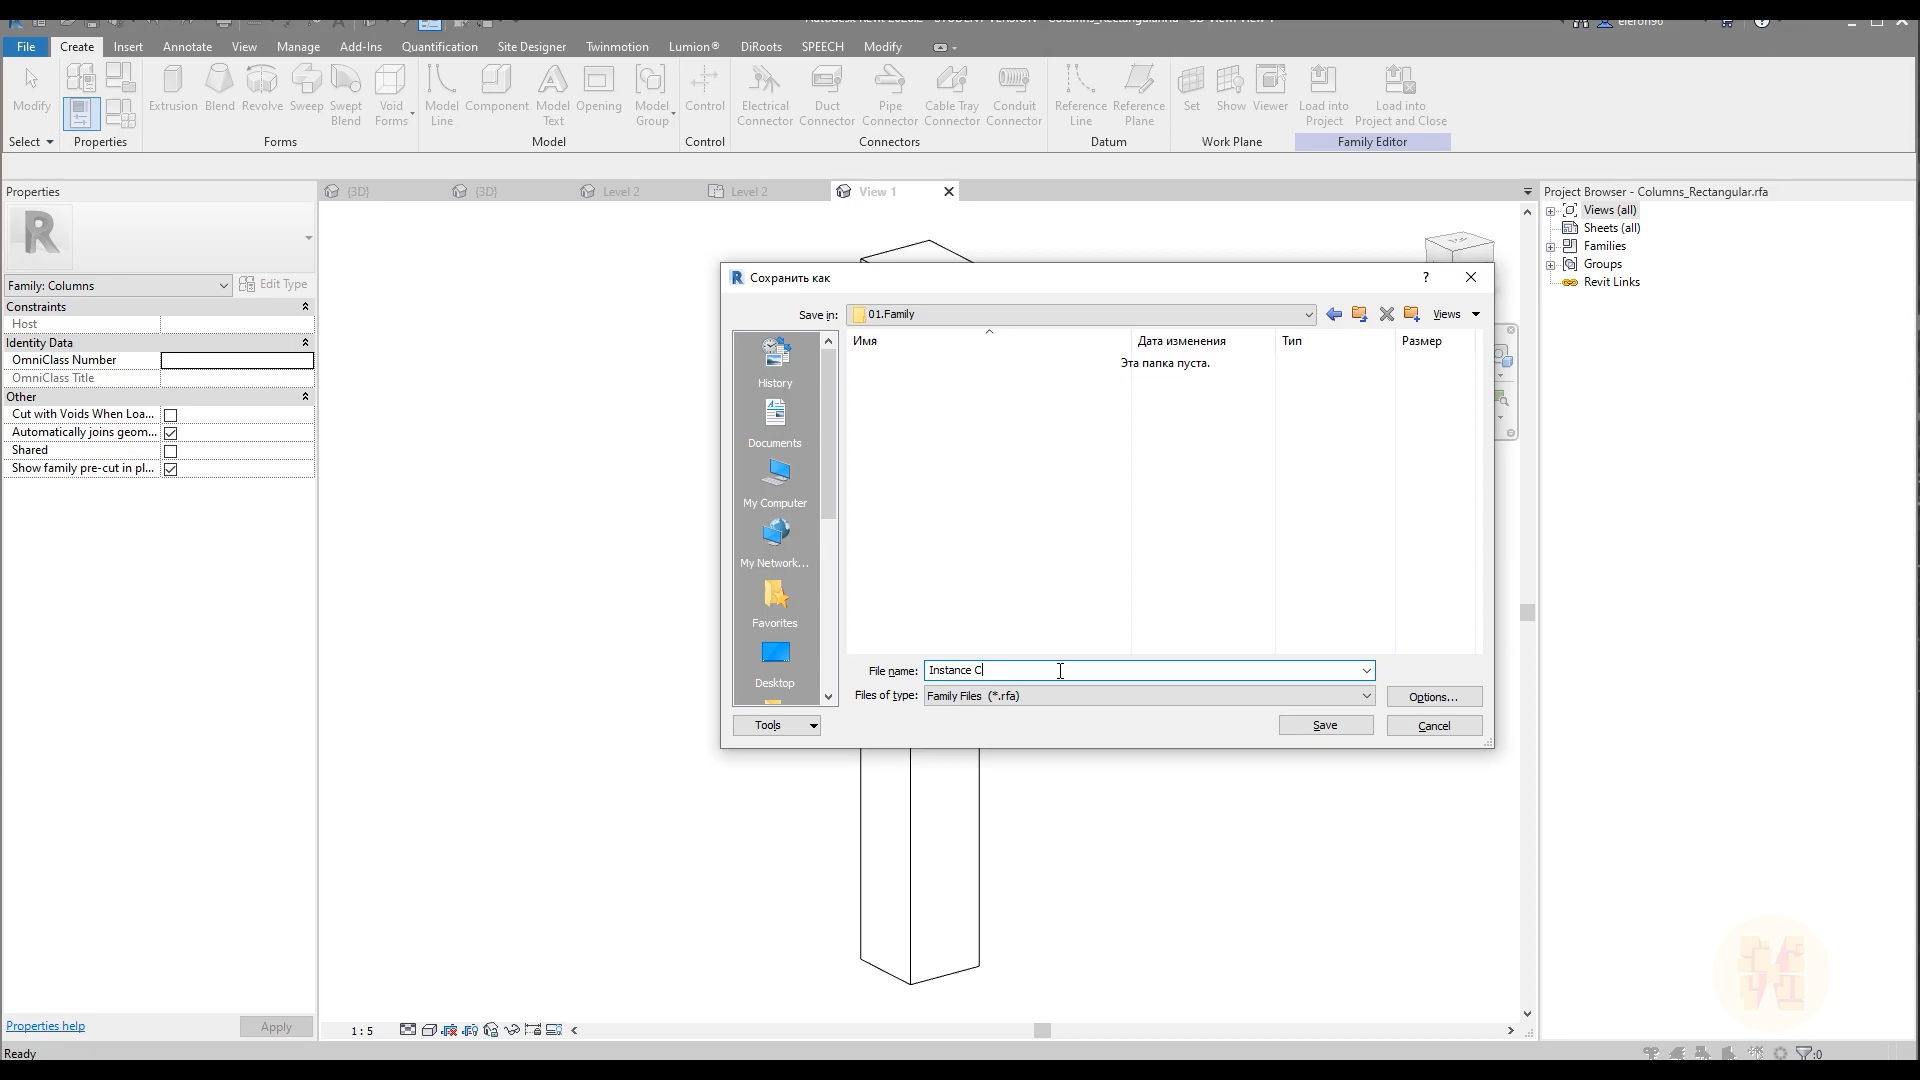 eleron90
File Create Insert Annotate View Manage Add-Ins Quantification Site Designer Twinmotion Lumion® DiRoots SPEECH Modify
Modify Extrusion Blend Revolve Sweep Swept Blend Void Forms Model Line Component Model Text Opening Model Group Control Electrical Connector Duct Connector Pipe Connector Cable Tray Connector Conduit Connector Reference Line Reference Plane Set Show Viewer Load into Project Load into Project and Close
Select Properties Forms Model Control Connectors Datum Work Plane Family Editor
Properties
{3D} {3D} Level 2 Level 2 View 1
Project Browser - Columns_Rectangular.rfa
Views (all)
Sheets (all)
Families
Groups
Revit Links
R
Family: Columns Edit Type
Constraints
Host
Identity Data
OmniClass Number
OmniClass Title
Other
Cut with Voids When Loa...
Automatically joins geom...
Shared
Show family pre-cut in pl...
Properties help Apply
Ready
R Сохранить как ?
Save in: 01.Family Views
Имя Дата изменения Тип Размер
Эта папка пуста.
History
Documents
My Computer
My Network...
Favorites
Desktop
File name: Instance C
Files of type: Family Files (*.rfa) Options...
Tools Save Cancel
1 : 5
:0